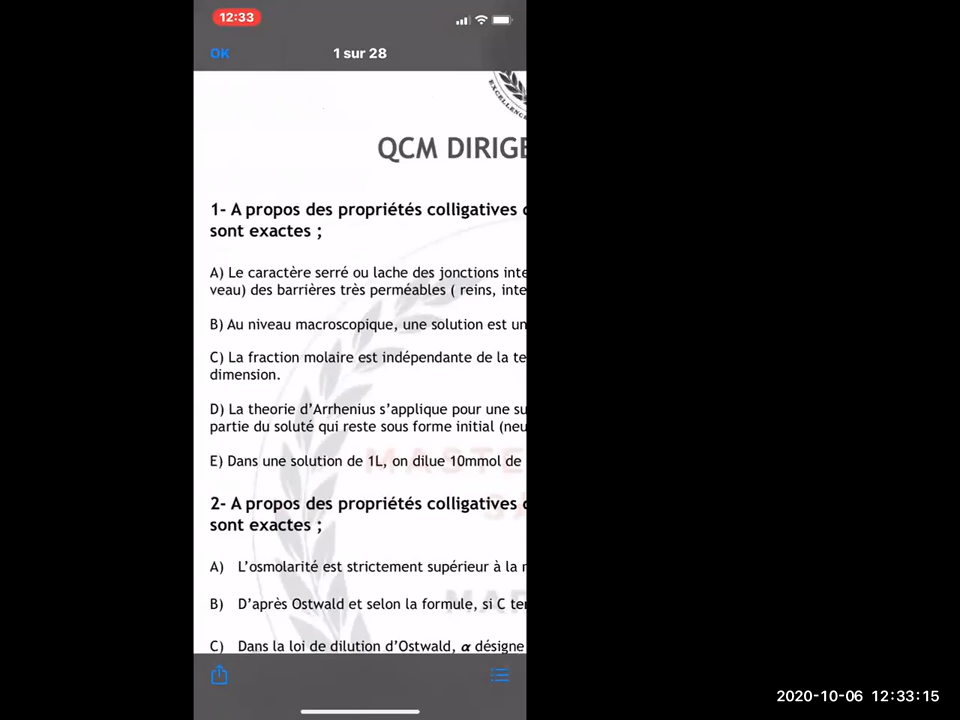 12:33
OK
1 sur 28
EXCELLENCE
QCM DIRIGE
1- A propos des propriétés colligatives
sont exactes ;
A) Le caractère serré ou lache des jonctions inte
veau) des barrières très perméables ( reins, inte
B) Au niveau macroscopique, une solution est un
C) La fraction molaire est indépendante de la te
dimension.
D) La theorie d’Arrhenius s’applique pour une su
partie du soluté qui reste sous forme initial (neu
E) Dans une solution de 1L, on dilue 10mmol de
MASTE
2- A propos des propriétés colligatives
sont exactes ;
A) L’osmolarité est strictement supérieur à la
B) D’après Ostwald et selon la formule, si C ter
MAR
C) Dans la loi de dilution d’Ostwald, α désigne
2020-10-06 12:33:15